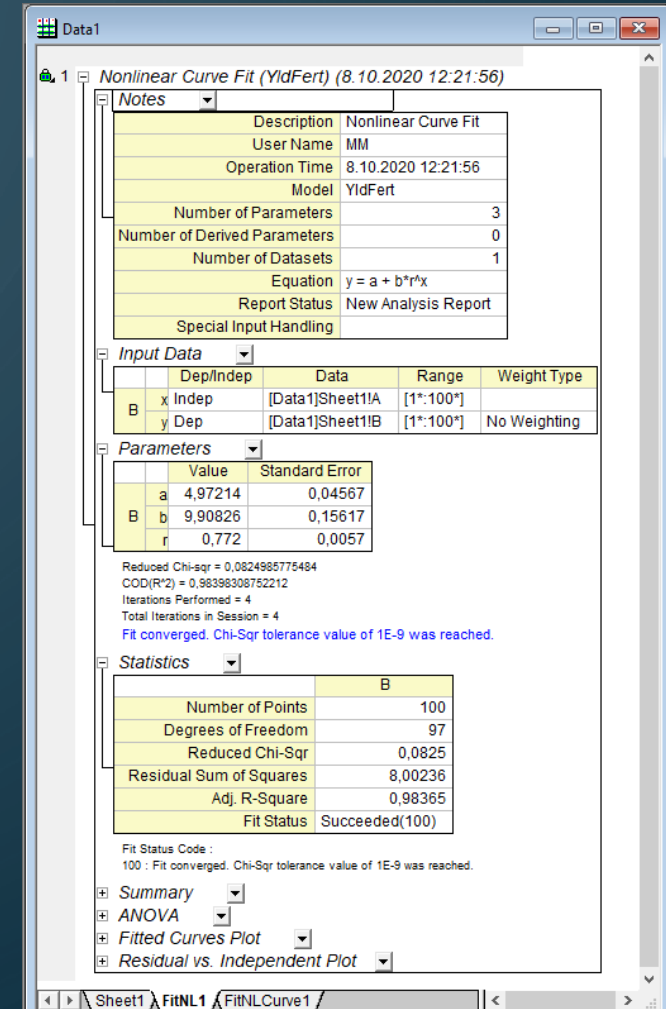 Data1
1 Nonlinear Curve Fit (YldFert) (8.10.2020 12:21:56)
Notes
Description Nonlinear Curve Fit
User Name MM
Operation Time 8.10.2020 12:21:56
Model YldFert
Number of Parameters 3
Number of Derived Parameters 0
Number of Datasets 1
Equation y = a + b*r^x
Report Status New Analysis Report
Special Input Handling
Input Data
Dep/Indep Data Range Weight Type
B x Indep [Data1]Sheet1!A [1*:100*]
y Dep [Data1]Sheet1!B [1*:100*] No Weighting
Parameters
Value Standard Error
a 4,97214 0,04567
B b 9,90826 0,15617
r 0,772 0,0057
Reduced Chi-sqr = 0,0824985775484
COD(R^2) = 0,98398308752212
Iterations Performed = 4
Total Iterations in Session = 4
Fit converged. Chi-Sqr tolerance value of 1E-9 was reached.
Statistics
B
Number of Points 100
Degrees of Freedom 97
Reduced Chi-Sqr 0,0825
Residual Sum of Squares 8,00236
Adj. R-Square 0,98365
Fit Status Succeeded(100)
Fit Status Code :
100 : Fit converged. Chi-Sqr tolerance value of 1E-9 was reached.
Summary
ANOVA
Fitted Curves Plot
Residual vs. Independent Plot
Sheet1 FitNL1 FitNLCurve1